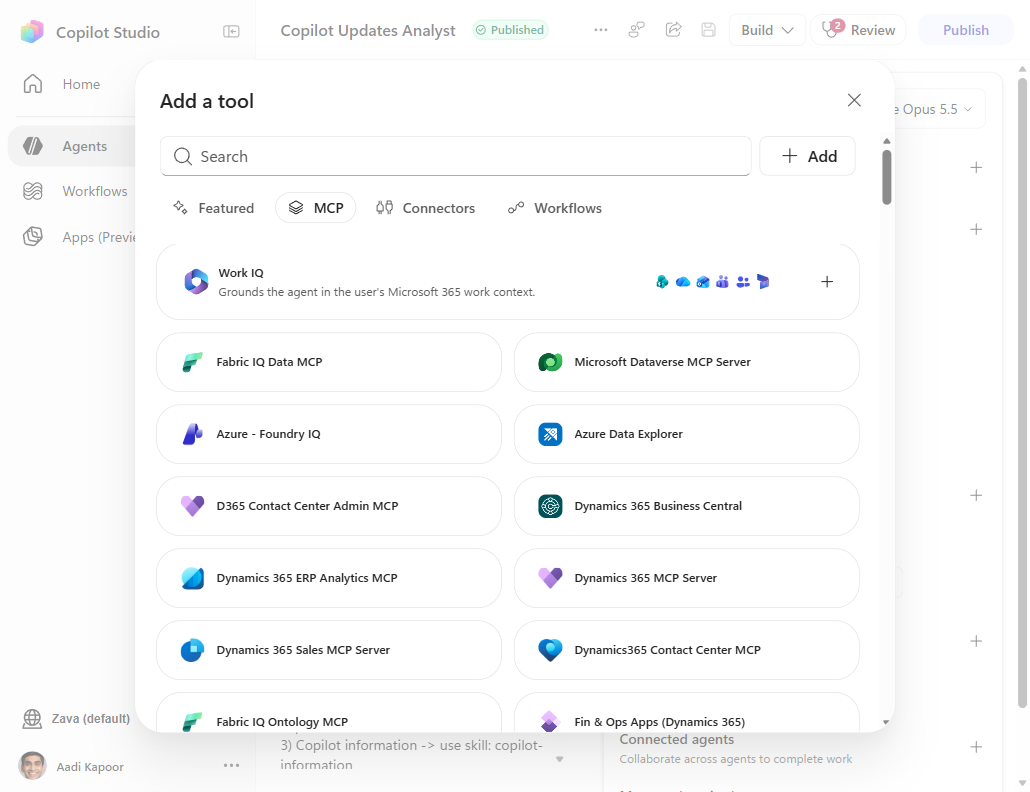 Copilot Studio
Copilot Updates Analyst
Published
Build
2
Review
Publish
Home
Agents
Workflows
Apps (Previe
e Opus 5.5
Add a tool
Search
Add
Featured
MCP
Connectors
Workflows
Work IQ
Grounds the agent in the user's Microsoft 365 work context.
Fabric IQ Data MCP
Microsoft Dataverse MCP Server
Azure - Foundry IQ
Azure Data Explorer
D365 Contact Center Admin MCP
Dynamics 365 Business Central
Dynamics 365 ERP Analytics MCP
Dynamics 365 MCP Server
Dynamics 365 Sales MCP Server
Dynamics365 Contact Center MCP
Fabric IQ Ontology MCP
Fin & Ops Apps (Dynamics 365)
Zava (default)
Aadi Kapoor
3) Copilot information -> use skill: copilot-
information
Connected agents
Collaborate across agents to complete work